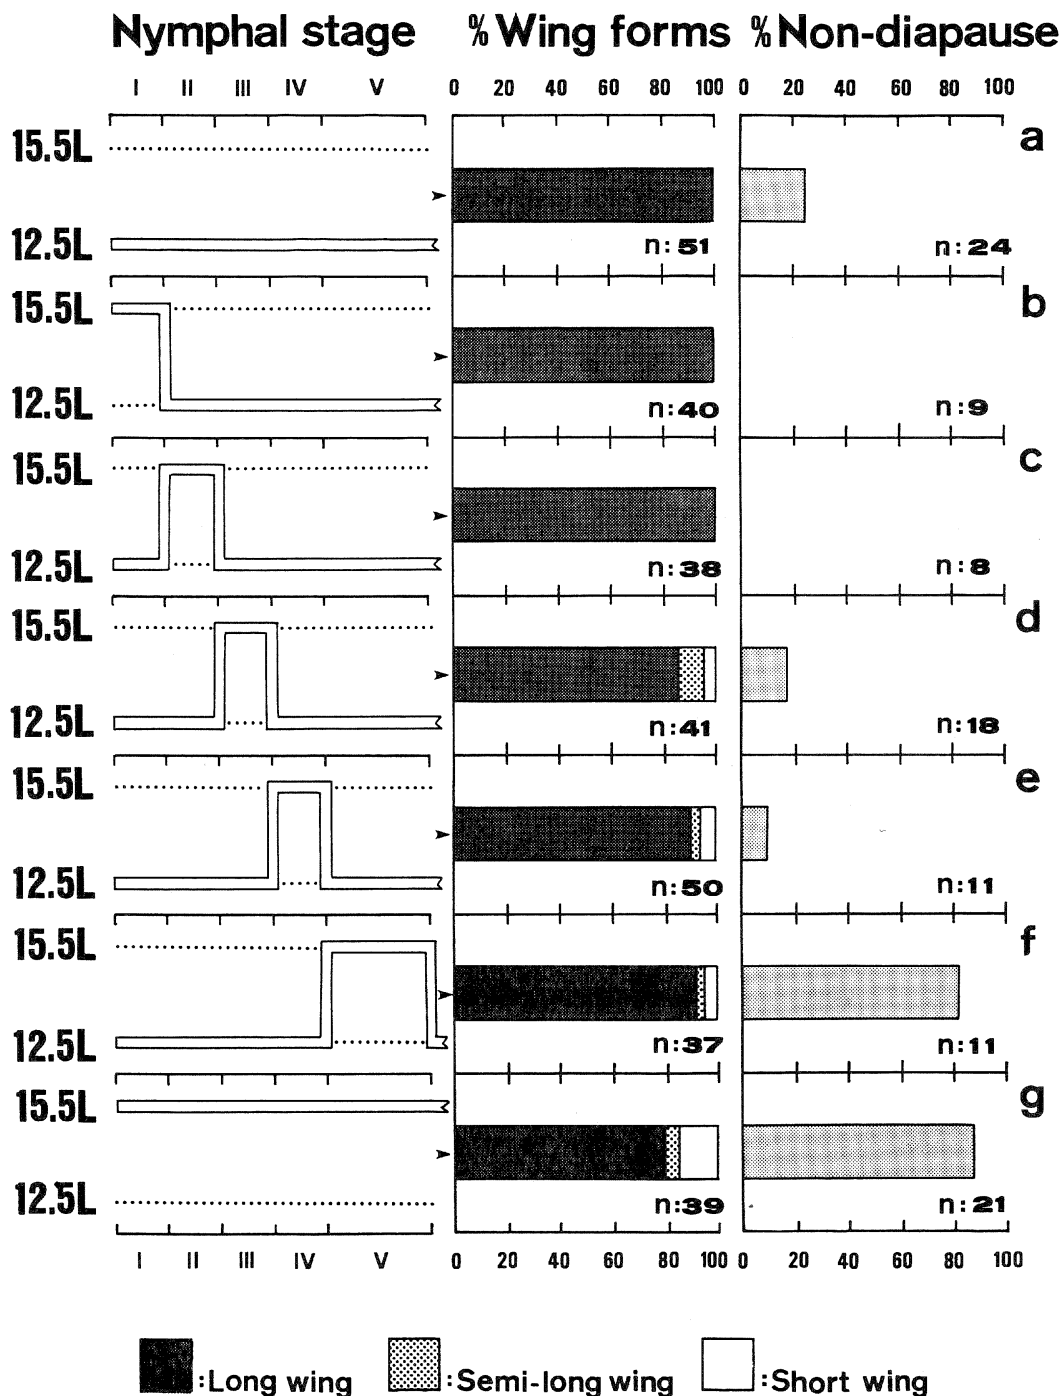 Nymphal stage % Wing forms % Non-diapause
I II III IV V 0 20 40 60 80 100 0 20 40 60 80 100
15.5L a
12.5L n:51 n:24
15.5L b
12.5L n:40 n:9
15.5L c
12.5L n:38 n:8
15.5L d
12.5L n:41 n:18
15.5L e
12.5L n:50 n:11
15.5L f
12.5L n:37 n:11
15.5L g
12.5L n:39 n:21
I II III IV V 0 20 40 60 80 100 0 20 40 60 80 100
:Long wing :Semi-long wing :Short wing